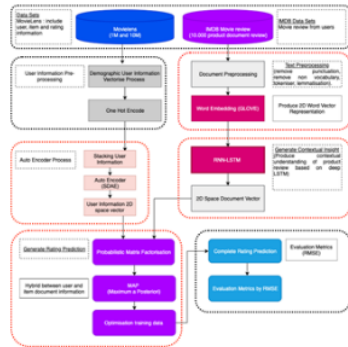 Data Sets
MovieLens : include
user, item and rating
information
Movielens
(1M and 10M)
IMDB Movie review
(10.000 product document review)
IMDB Data Sets
Movie review from users
User Information Pre-
processing
Demographic User Information
Vectorise Process
One Hot Encode
Document Preprocessing
Word Embedding (GLOVE)
Text Preprocessing
(remove punctuation,
remove non vocabulary,
tokeniser, lemmatisation).
Produce 2D Word Vector
Representation
Auto Encoder Process
Stacking User
Information
Auto Encoder
(SDAE)
User Information 2D
space vector
RNN-LSTM
2D Space Document Vector
Generate Contextual Insight
(Produce contextual
understanding of product
review based on deep
LSTM)
Generate Rating Prediction
Hybrid between user and
item document information
Probabilistic Matrix Factorisation
MAP
(Maximum a Posterior)
Optimisation training data
Complete Rating Prediction
Evaluation Metrics by RMSE
Evaluation Metrics
(RMSE)